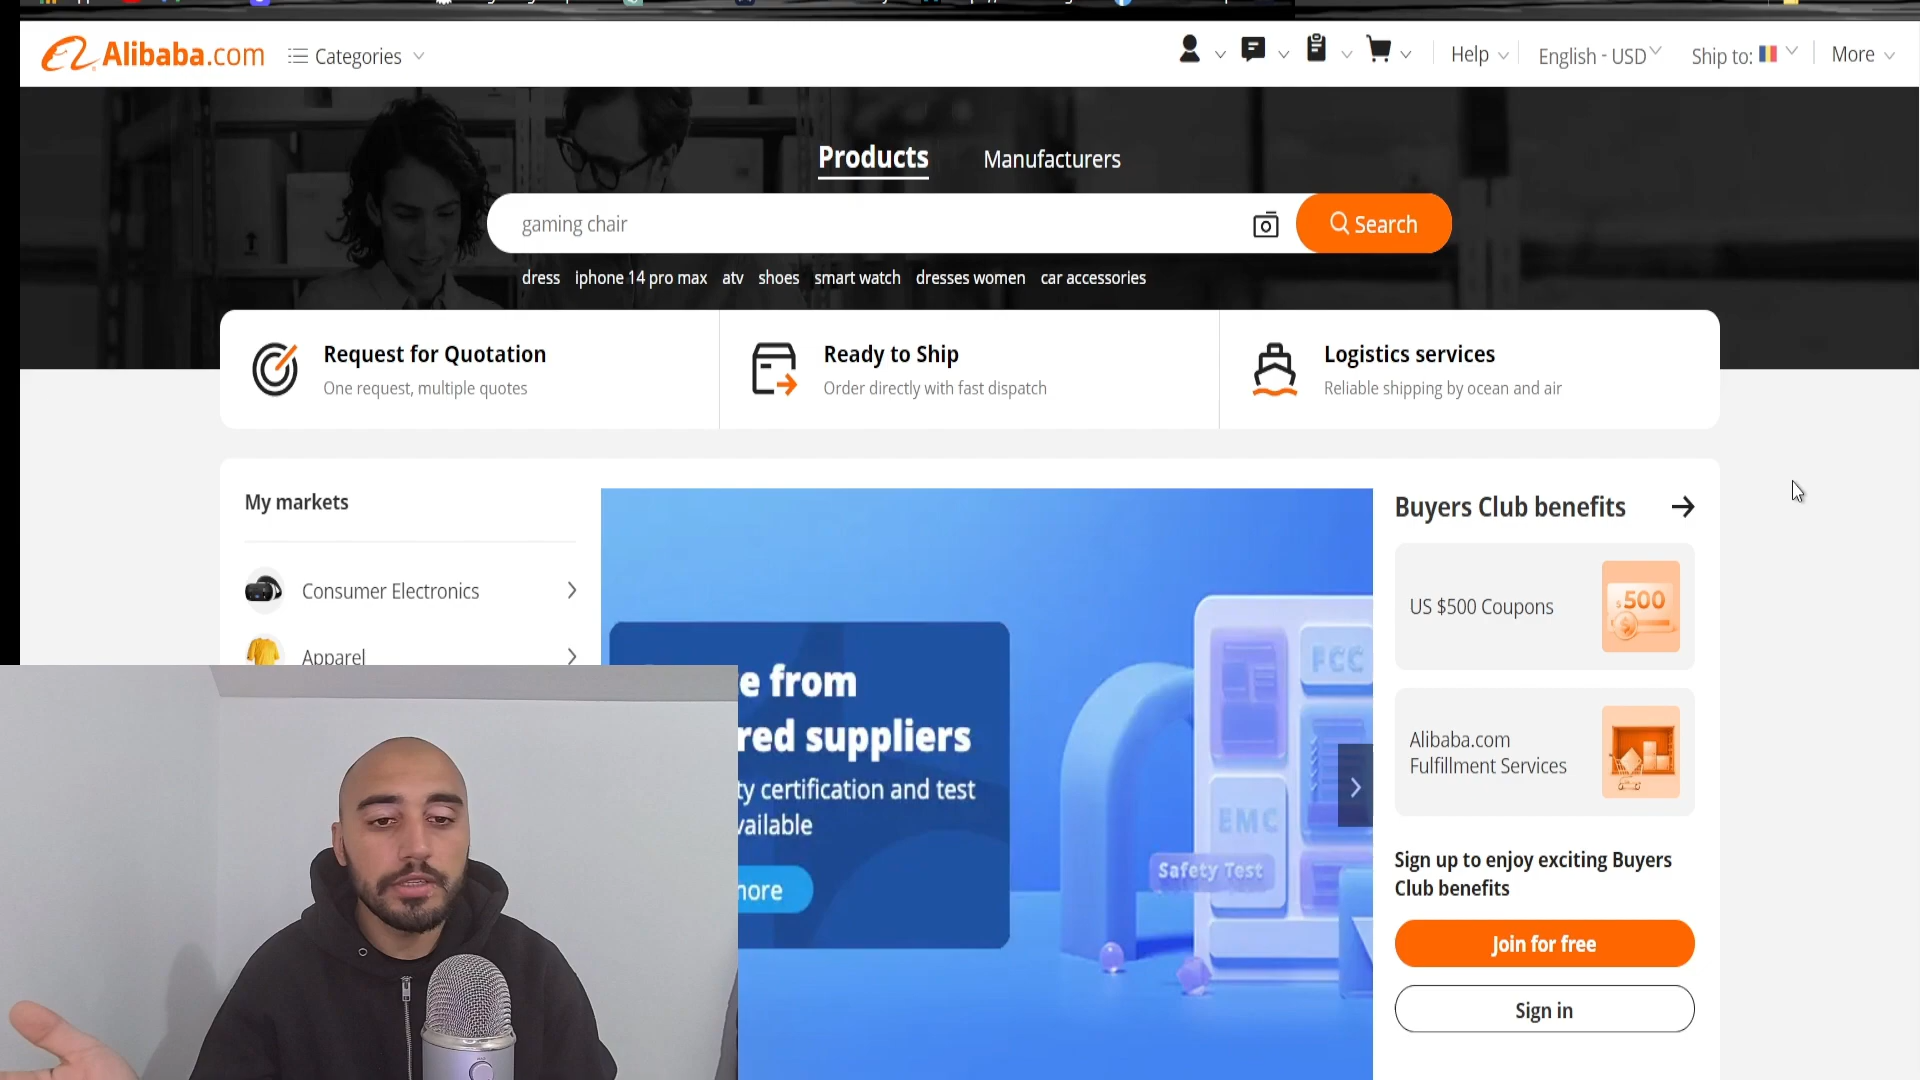 Alibaba.com
Categories
Help
English - USD
Ship to:
More
Products
Manufacturers
gaming chair
Search
dress iphone 14 pro max atv shoes smart watch dresses women car accessories
Request for Quotation
One request, multiple quotes
Ready to Ship
Order directly with fast dispatch
Logistics services
Reliable shipping by ocean and air
My markets
Consumer Electronics
Apparel
e from
red suppliers
ty certification and test
vailable
more
FCC
EMC
Safety Test
Buyers Club benefits
US $500 Coupons
$500
Alibaba.com
Fulfillment Services
Sign up to enjoy exciting Buyers
Club benefits
Join for free
Sign in